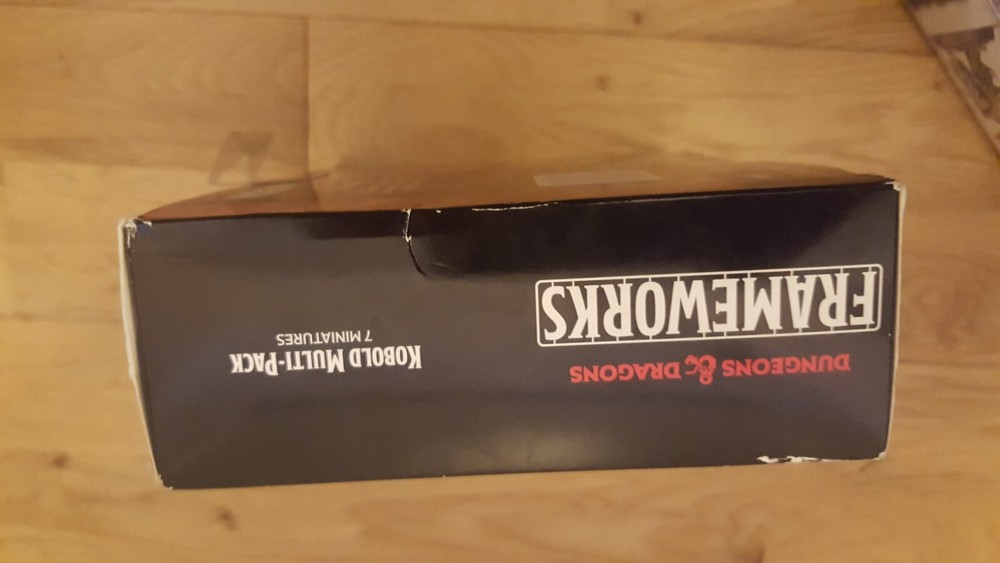 DUNGEONS & DRAGONS
FRAMEWORKS
KOBOLD MULTI-PACK
7 MINIATURES